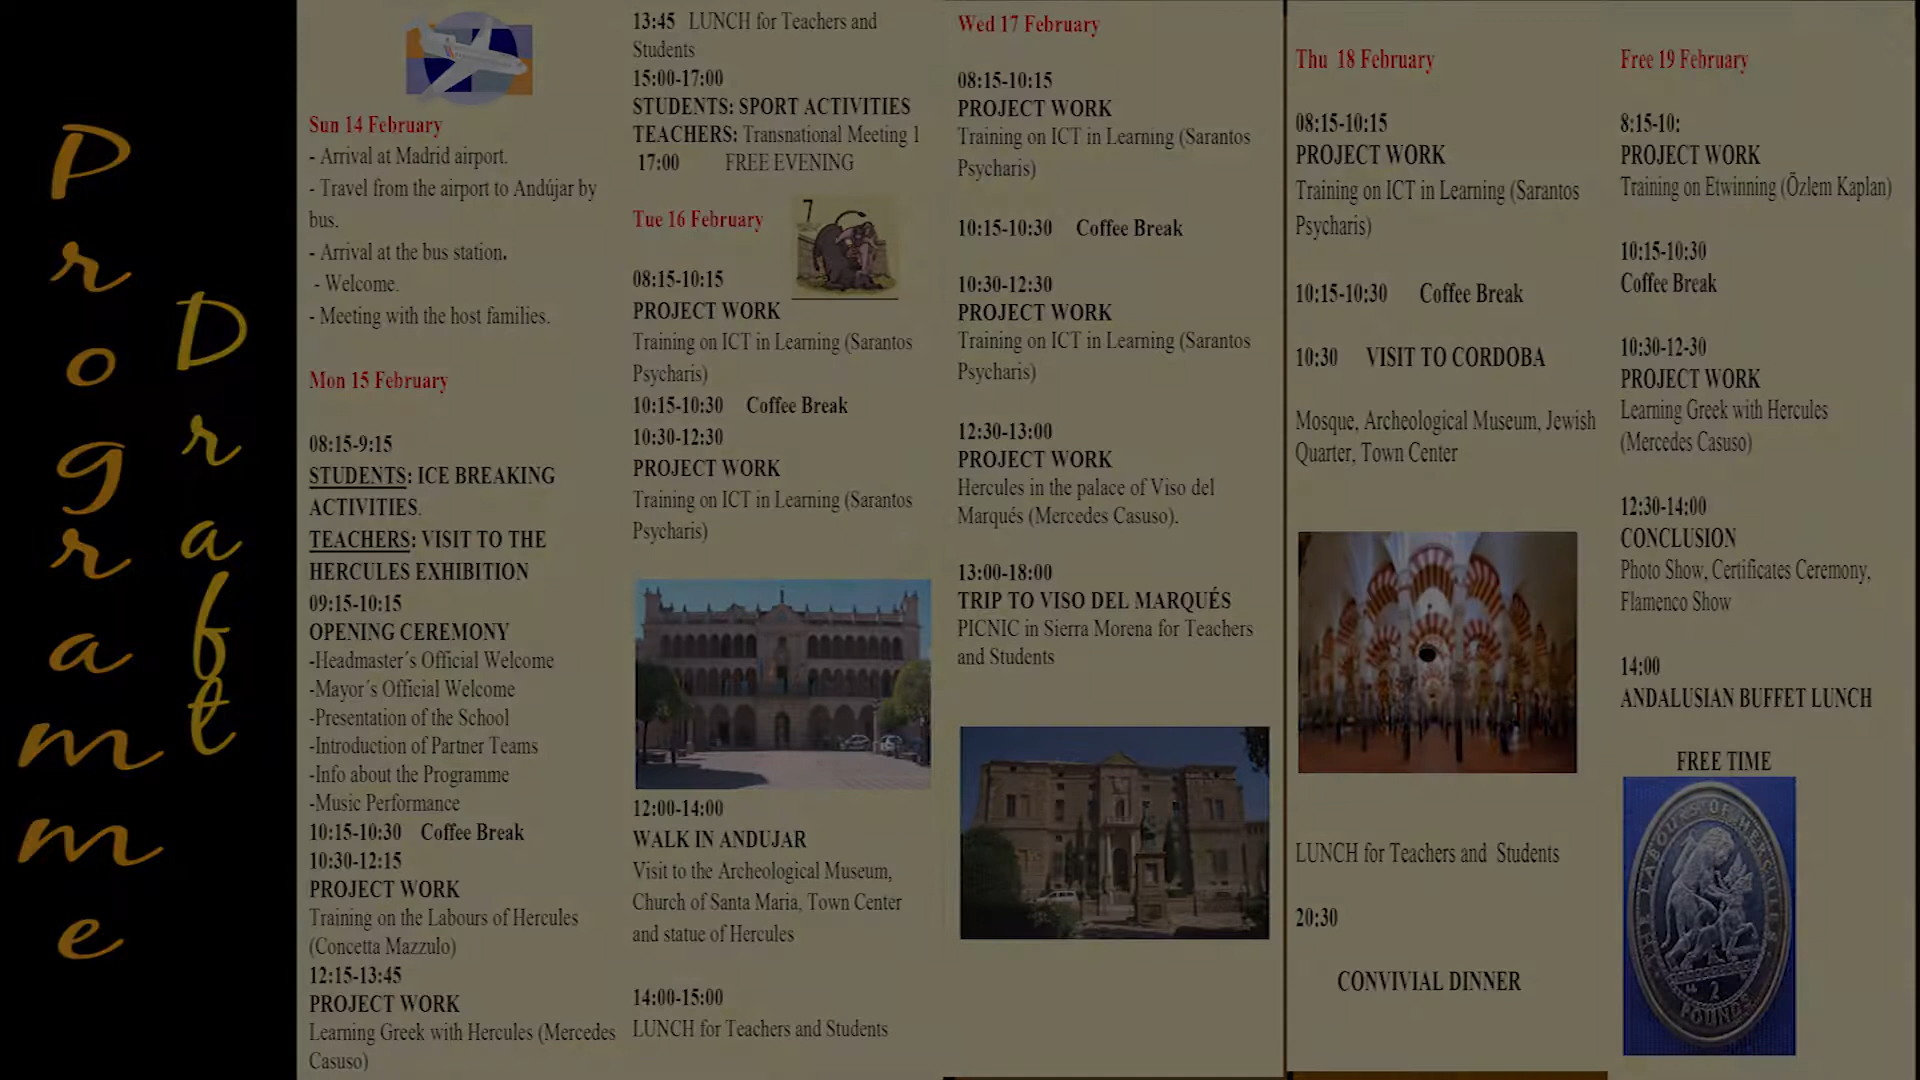 Programme
Draft
Sun 14 February
- Arrival at Madrid airport.
- Travel from the airport to Andújar by
bus.
- Arrival at the bus station.
- Welcome.
- Meeting with the host families.
Mon 15 February
08:15-9:15
STUDENTS: ICE BREAKING
ACTIVITIES.
TEACHERS: VISIT TO THE
HERCULES EXHIBITION
09:15-10:15
OPENING CEREMONY
-Headmaster´s Official Welcome
-Mayor´s Official Welcome
-Presentation of the School
-Introduction of Partner Teams
-Info about the Programme
-Music Performance
10:15-10:30 Coffee Break
10:30-12:15
PROJECT WORK
Training on the Labours of Hercules
(Concetta Mazzulo)
12:15-13:45
PROJECT WORK
Learning Greek with Hercules (Mercedes
Casuso)
13:45 LUNCH for Teachers and
Students
15:00-17:00
STUDENTS: SPORT ACTIVITIES
TEACHERS: Transnational Meeting 1
17:00 FREE EVENING
Tue 16 February
7
08:15-10:15
PROJECT WORK
Training on ICT in Learning (Sarantos
Psycharis)
10:15-10:30 Coffee Break
10:30-12:30
PROJECT WORK
Training on ICT in Learning (Sarantos
Psycharis)
12:00-14:00
WALK IN ANDUJAR
Visit to the Archeological Museum,
Church of Santa Maria, Town Center
and statue of Hercules
14:00-15:00
LUNCH for Teachers and Students
Wed 17 February
08:15-10:15
PROJECT WORK
Training on ICT in Learning (Sarantos
Psycharis)
10:15-10:30 Coffee Break
10:30-12:30
PROJECT WORK
Training on ICT in Learning (Sarantos
Psycharis)
12:30-13:00
PROJECT WORK
Hercules in the palace of Viso del
Marqués (Mercedes Casuso).
13:00-18:00
TRIP TO VISO DEL MARQUÉS
PICNIC in Sierra Morena for Teachers
and Students
Thu 18 February
08:15-10:15
PROJECT WORK
Training on ICT in Learning (Sarantos
Psycharis)
10:15-10:30 Coffee Break
10:30 VISIT TO CORDOBA
Mosque, Archeological Museum, Jewish
Quarter, Town Center
LUNCH for Teachers and Students
20:30
CONVIVIAL DINNER
Free 19 February
8:15-10:
PROJECT WORK
Training on Etwinning (Özlem Kaplan)
10:15-10:30
Coffee Break
10:30-12-30
PROJECT WORK
Learning Greek with Hercules
(Mercedes Casuso)
12:30-14:00
CONCLUSION
Photo Show, Certificates Ceremony,
Flamenco Show
14:00
ANDALUSIAN BUFFET LUNCH
FREE TIME
THE LABOURS OF HERCULES
2
POUNDS